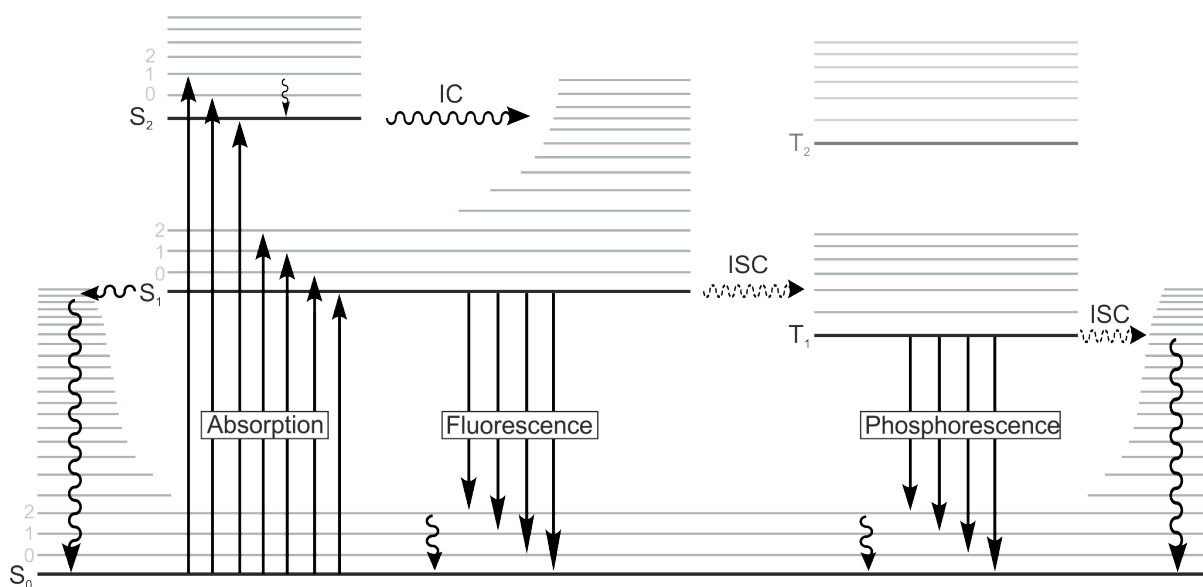 2
1
0
S₂
IC
T₂
2
1
0
S₁
ISC
T₁
ISC
Absorption
Fluorescence
Phosphorescence
2
1
0
S₀